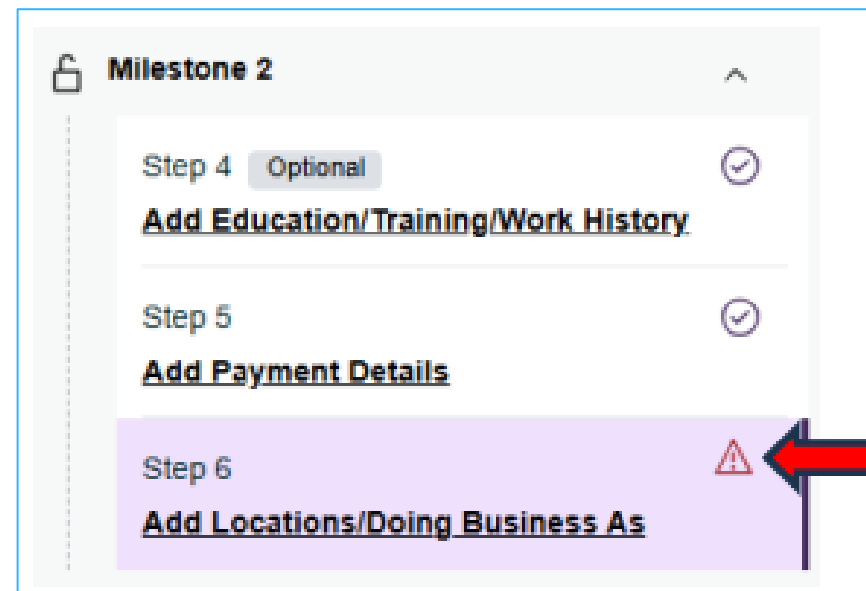 Milestone 2
Step 4 Optional
Add Education/Training/Work History
Step 5
Add Payment Details
Step 6
Add Locations/Doing Business As